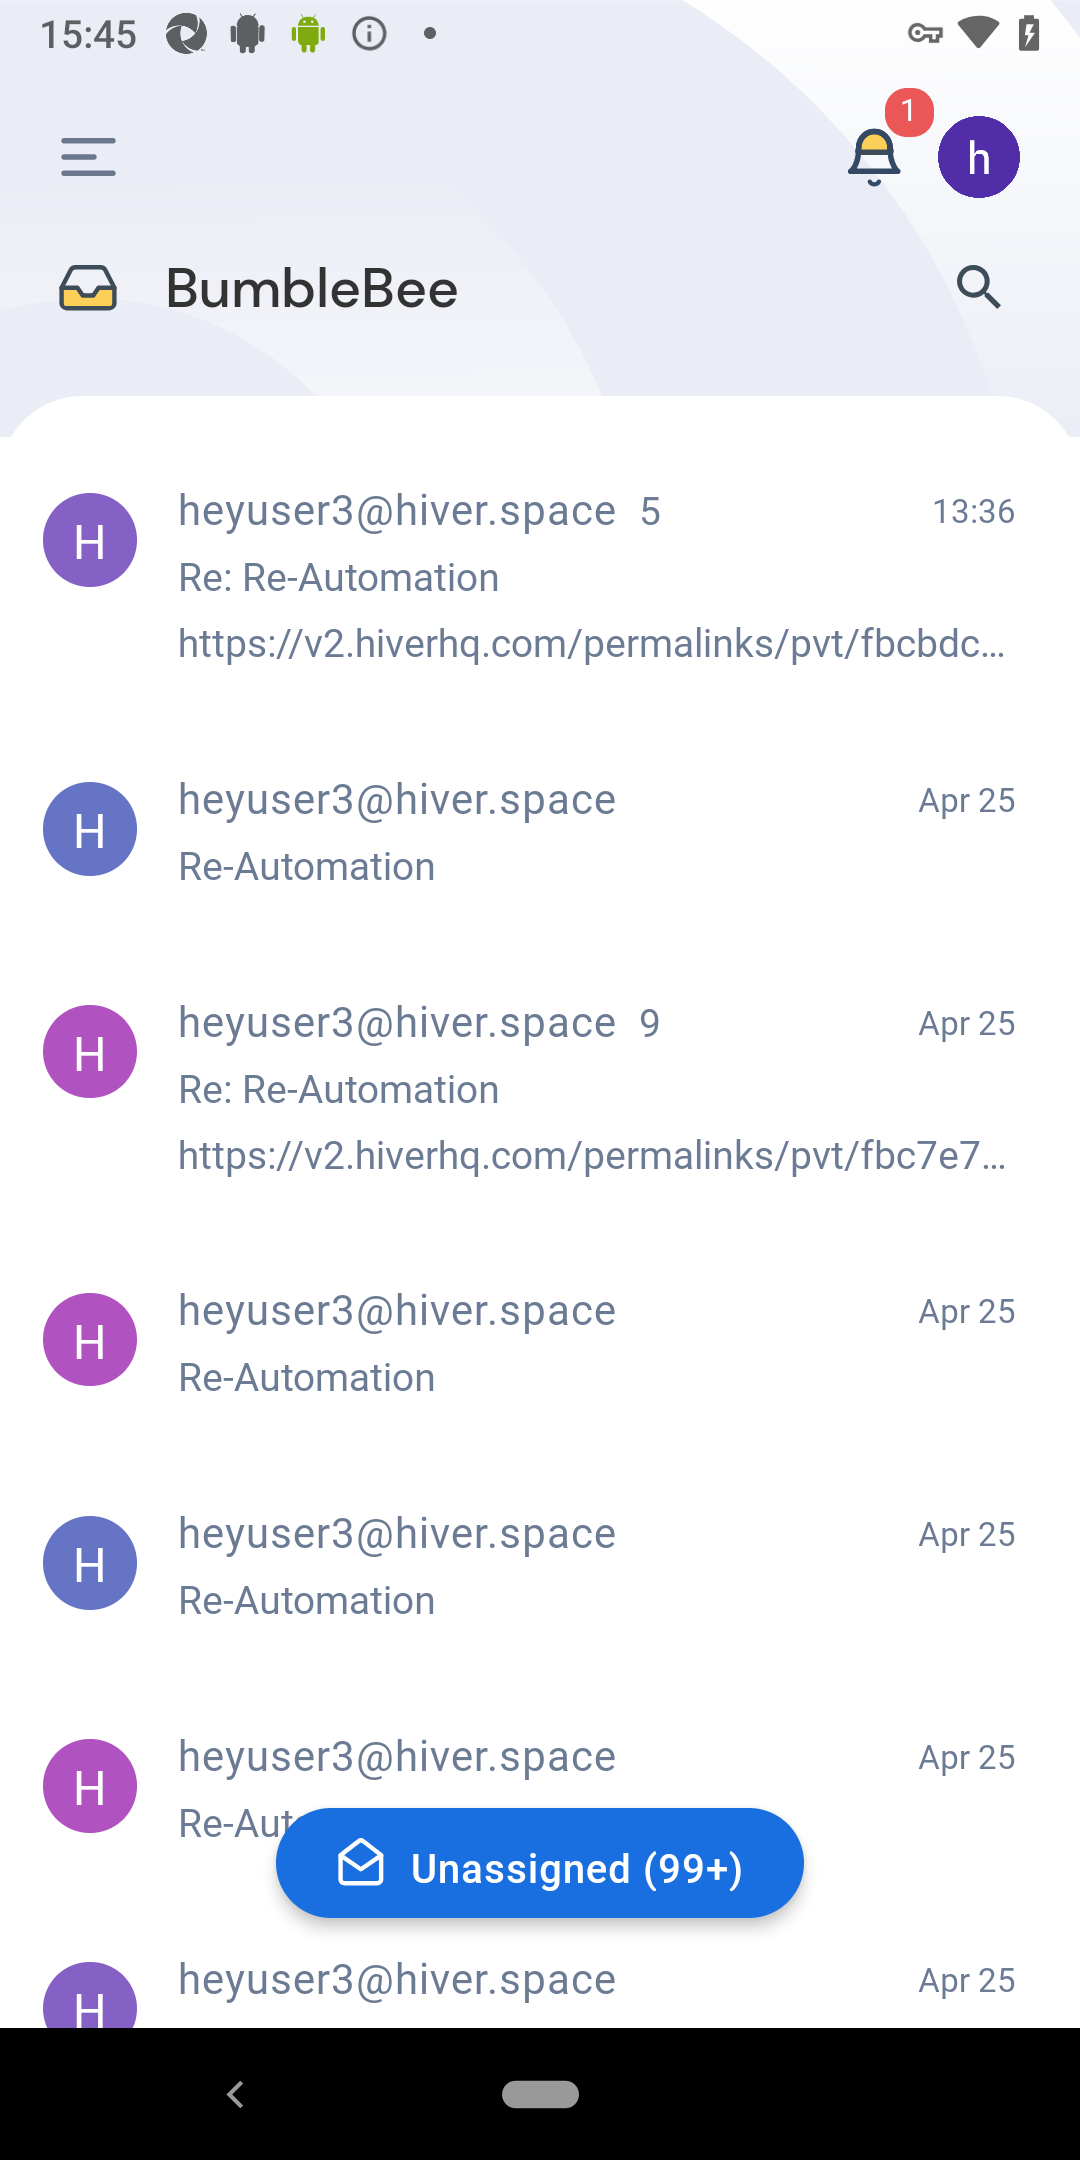 15:45
1
h
BumbleBee
H heyuser3@hiver.space 5 13:36
Re: Re-Automation
https://v2.hiverhq.com/permalinks/pvt/fbcbdc...
H heyuser3@hiver.space Apr 25
Re-Automation
H heyuser3@hiver.space 9 Apr 25
Re: Re-Automation
https://v2.hiverhq.com/permalinks/pvt/fbc7e7...
H heyuser3@hiver.space Apr 25
Re-Automation
H heyuser3@hiver.space Apr 25
Re-Automation
H heyuser3@hiver.space Apr 25
Re-Aut
Unassigned (99+)
H heyuser3@hiver.space Apr 25